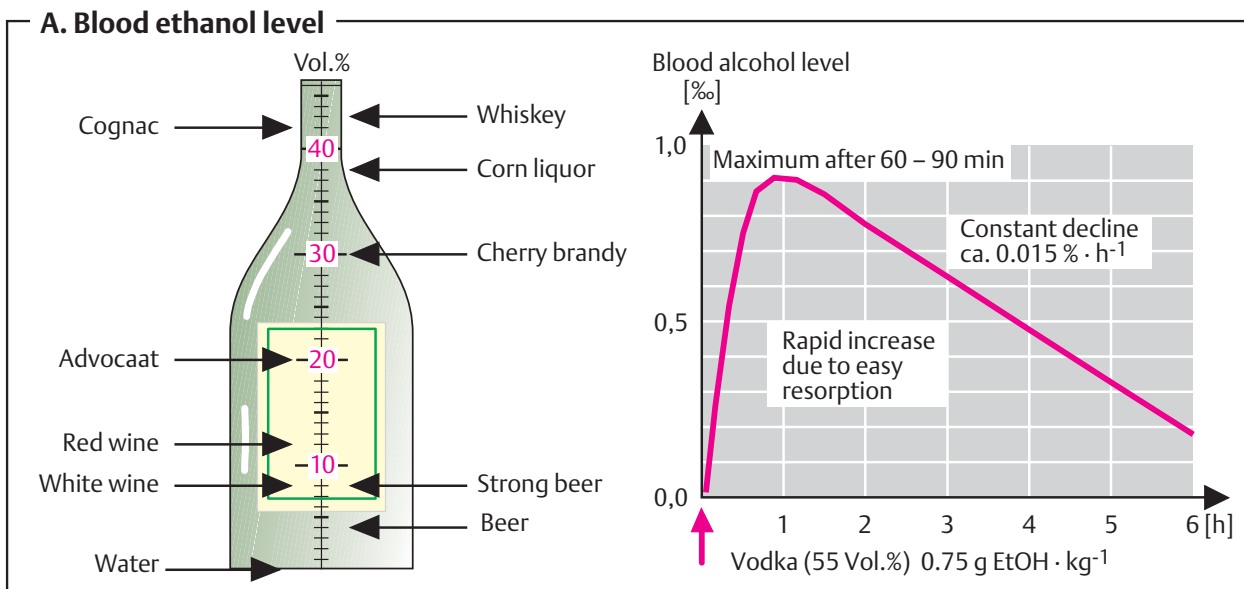 A. Blood ethanol level
Vol.%
Cognac
Whiskey
40
Corn liquor
30
Cherry brandy
Advocaat
20
Red wine
10
White wine
Strong beer
Beer
Water
Blood alcohol level
[‰]
1,0
Maximum after 60 – 90 min
Constant decline
ca. 0.015 % · h⁻¹
0,5
Rapid increase
due to easy
resorption
0,0
1 2 3 4 5 6 [h]
Vodka (55 Vol.%) 0.75 g EtOH · kg⁻¹